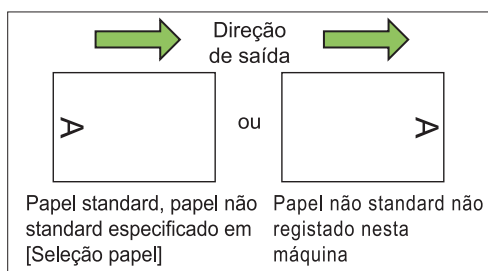 Direção
de saída
A
ou
A
Papel standard, papel não
standard especificado em
[Seleção papel]
Papel não standard não
registado nesta
máquina